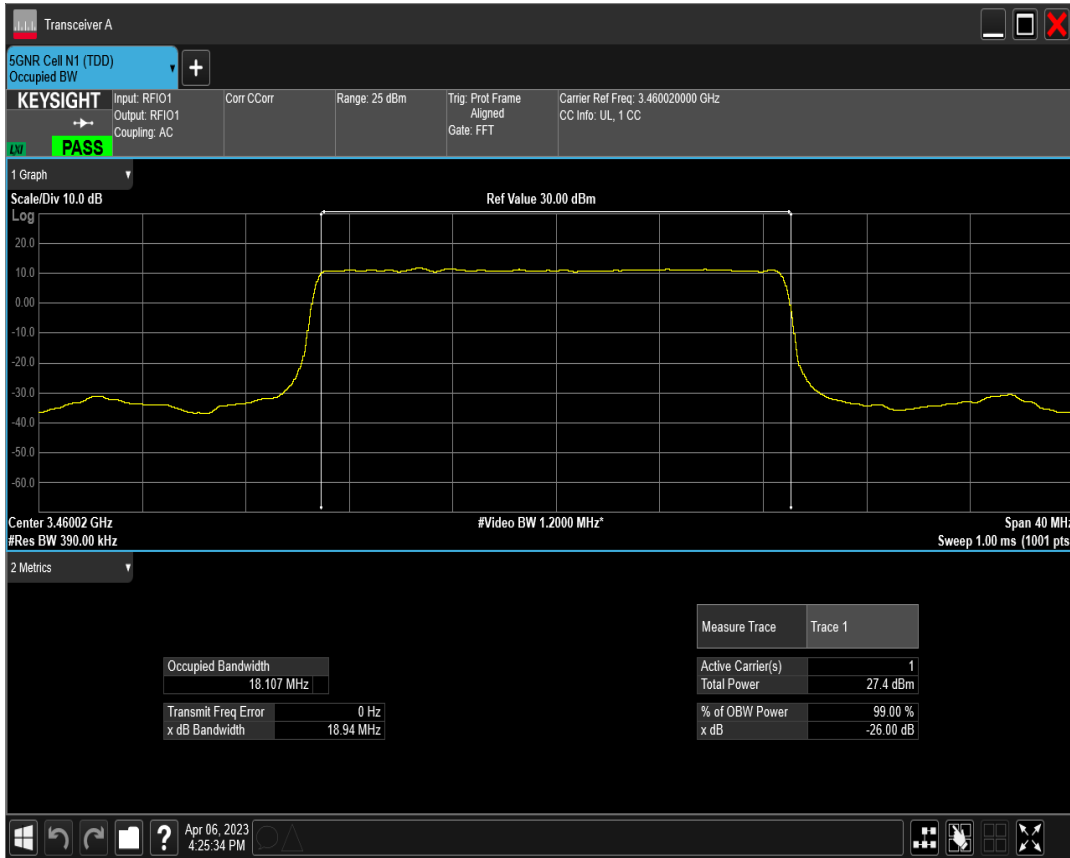 Transceiver A
5GNR Cell N1 (TDD)
Occupied BW
+
KEYSIGHT
LXI
PASS
Input: RFIO1
Output: RFIO1
Coupling: AC
Corr CCorr
Range: 25 dBm
Trig: Prot Frame
Aligned
Gate: FFT
Carrier Ref Freq: 3.460020000 GHz
CC Info: UL, 1 CC
1 Graph
Scale/Div 10.0 dB
Ref Value 30.00 dBm
Log
20.0
10.0
0.00
-10.0
-20.0
-30.0
-40.0
-50.0
-60.0
Center 3.46002 GHz
#Video BW 1.2000 MHz*
Span 40 MHz
#Res BW 390.00 kHz
Sweep 1.00 ms (1001 pts
2 Metrics
Measure Trace Trace 1
Occupied Bandwidth
18.107 MHz
Active Carrier(s) 1
Total Power 27.4 dBm
Transmit Freq Error 0 Hz
x dB Bandwidth 18.94 MHz
% of OBW Power 99.00 %
x dB -26.00 dB
?
Apr 06, 2023
4:25:34 PM